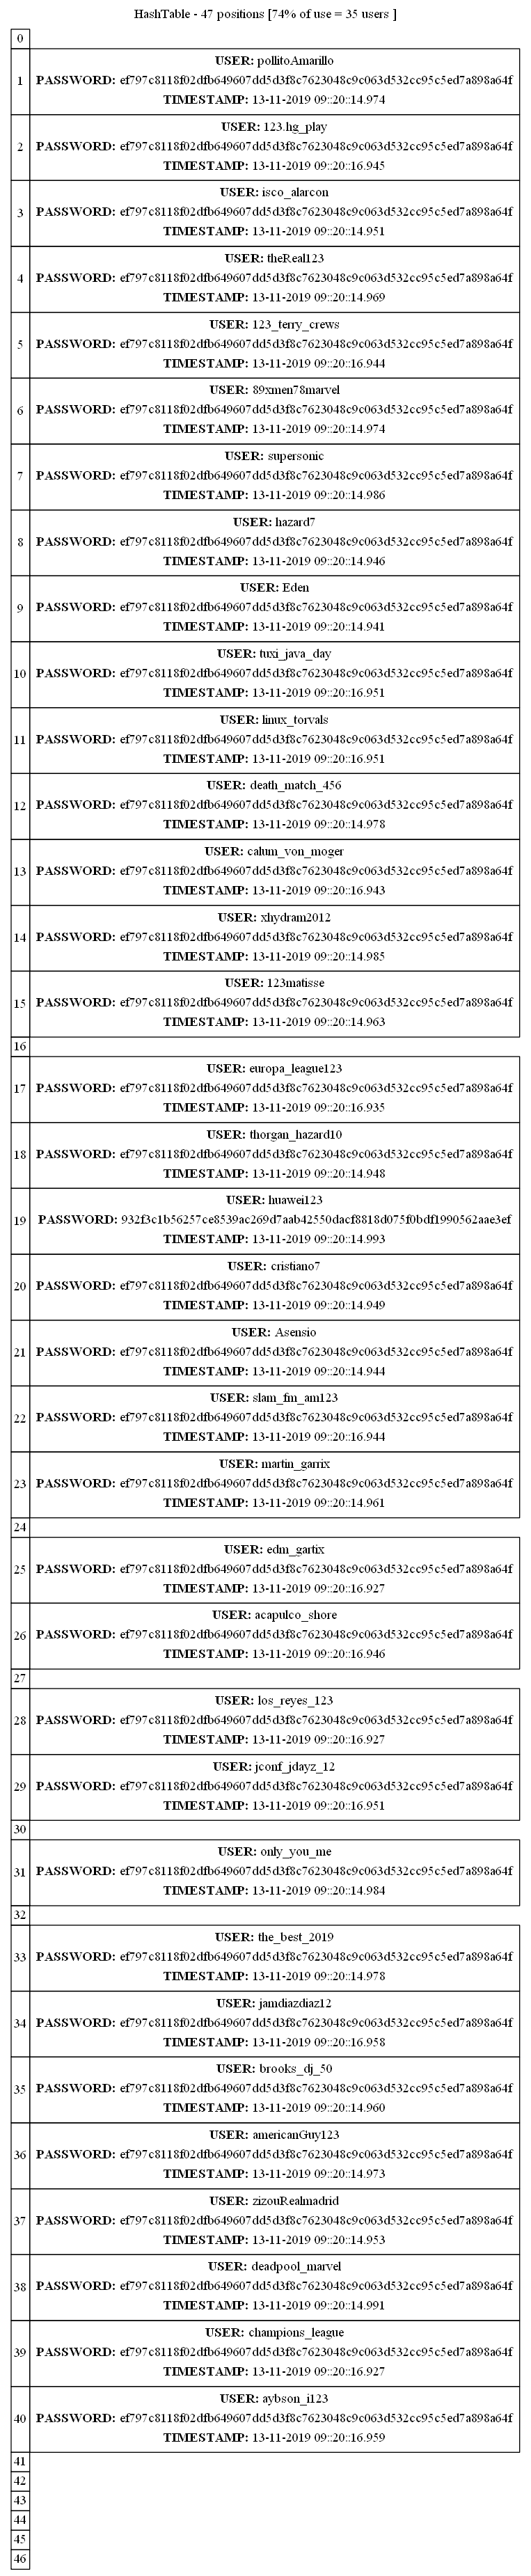 HashTable - 47 positions [74% of use = 35 users ]
0
USER: pollitoAmarillo
1 PASSWORD: ef797c8118f02dfb649607dd5d3f8c7623048c9c063d532cc95c5ed7a898a64f
TIMESTAMP: 13-11-2019 09::20::14.974
USER: 123.hg_play
2 PASSWORD: ef797c8118f02dfb649607dd5d3f8c7623048c9c063d532cc95c5ed7a898a64f
TIMESTAMP: 13-11-2019 09::20::16.945
USER: isco_alarcon
3 PASSWORD: ef797c8118f02dfb649607dd5d3f8c7623048c9c063d532cc95c5ed7a898a64f
TIMESTAMP: 13-11-2019 09::20::14.951
USER: theReal123
4 PASSWORD: ef797c8118f02dfb649607dd5d3f8c7623048c9c063d532cc95c5ed7a898a64f
TIMESTAMP: 13-11-2019 09::20::14.969
USER: 123_terry_crews
5 PASSWORD: ef797c8118f02dfb649607dd5d3f8c7623048c9c063d532cc95c5ed7a898a64f
TIMESTAMP: 13-11-2019 09::20::16.944
USER: 89xmen78marvel
6 PASSWORD: ef797c8118f02dfb649607dd5d3f8c7623048c9c063d532cc95c5ed7a898a64f
TIMESTAMP: 13-11-2019 09::20::14.974
USER: supersonic
7 PASSWORD: ef797c8118f02dfb649607dd5d3f8c7623048c9c063d532cc95c5ed7a898a64f
TIMESTAMP: 13-11-2019 09::20::14.986
USER: hazard7
8 PASSWORD: ef797c8118f02dfb649607dd5d3f8c7623048c9c063d532cc95c5ed7a898a64f
TIMESTAMP: 13-11-2019 09::20::14.946
USER: Eden
9 PASSWORD: ef797c8118f02dfb649607dd5d3f8c7623048c9c063d532cc95c5ed7a898a64f
TIMESTAMP: 13-11-2019 09::20::14.941
USER: tuxi_java_day
10 PASSWORD: ef797c8118f02dfb649607dd5d3f8c7623048c9c063d532cc95c5ed7a898a64f
TIMESTAMP: 13-11-2019 09::20::16.951
USER: linux_torvals
11 PASSWORD: ef797c8118f02dfb649607dd5d3f8c7623048c9c063d532cc95c5ed7a898a64f
TIMESTAMP: 13-11-2019 09::20::16.951
USER: death_match_456
12 PASSWORD: ef797c8118f02dfb649607dd5d3f8c7623048c9c063d532cc95c5ed7a898a64f
TIMESTAMP: 13-11-2019 09::20::14.978
USER: calum_von_moger
13 PASSWORD: ef797c8118f02dfb649607dd5d3f8c7623048c9c063d532cc95c5ed7a898a64f
TIMESTAMP: 13-11-2019 09::20::16.943
USER: xhydram2012
14 PASSWORD: ef797c8118f02dfb649607dd5d3f8c7623048c9c063d532cc95c5ed7a898a64f
TIMESTAMP: 13-11-2019 09::20::14.985
USER: 123matisse
15 PASSWORD: ef797c8118f02dfb649607dd5d3f8c7623048c9c063d532cc95c5ed7a898a64f
TIMESTAMP: 13-11-2019 09::20::14.963
16
USER: europa_league123
17 PASSWORD: ef797c8118f02dfb649607dd5d3f8c7623048c9c063d532cc95c5ed7a898a64f
TIMESTAMP: 13-11-2019 09::20::16.935
USER: thorgan_hazard10
18 PASSWORD: ef797c8118f02dfb649607dd5d3f8c7623048c9c063d532cc95c5ed7a898a64f
TIMESTAMP: 13-11-2019 09::20::14.948
USER: huawei123
19 PASSWORD: 932f3c1b56257ce8539ac269d7aab42550dacf8818d075f0bdf1990562aae3ef
TIMESTAMP: 13-11-2019 09::20::14.993
USER: cristiano7
20 PASSWORD: ef797c8118f02dfb649607dd5d3f8c7623048c9c063d532cc95c5ed7a898a64f
TIMESTAMP: 13-11-2019 09::20::14.949
USER: Asensio
21 PASSWORD: ef797c8118f02dfb649607dd5d3f8c7623048c9c063d532cc95c5ed7a898a64f
TIMESTAMP: 13-11-2019 09::20::14.944
USER: slam_fm_am123
22 PASSWORD: ef797c8118f02dfb649607dd5d3f8c7623048c9c063d532cc95c5ed7a898a64f
TIMESTAMP: 13-11-2019 09::20::16.944
USER: martin_garrix
23 PASSWORD: ef797c8118f02dfb649607dd5d3f8c7623048c9c063d532cc95c5ed7a898a64f
TIMESTAMP: 13-11-2019 09::20::14.961
24
USER: edm_gartix
25 PASSWORD: ef797c8118f02dfb649607dd5d3f8c7623048c9c063d532cc95c5ed7a898a64f
TIMESTAMP: 13-11-2019 09::20::16.927
USER: acapulco_shore
26 PASSWORD: ef797c8118f02dfb649607dd5d3f8c7623048c9c063d532cc95c5ed7a898a64f
TIMESTAMP: 13-11-2019 09::20::16.946
27
USER: los_reyes_123
28 PASSWORD: ef797c8118f02dfb649607dd5d3f8c7623048c9c063d532cc95c5ed7a898a64f
TIMESTAMP: 13-11-2019 09::20::16.927
USER: jconf_jdayz_12
29 PASSWORD: ef797c8118f02dfb649607dd5d3f8c7623048c9c063d532cc95c5ed7a898a64f
TIMESTAMP: 13-11-2019 09::20::16.951
30
USER: only_you_me
31 PASSWORD: ef797c8118f02dfb649607dd5d3f8c7623048c9c063d532cc95c5ed7a898a64f
TIMESTAMP: 13-11-2019 09::20::14.984
32
USER: the_best_2019
33 PASSWORD: ef797c8118f02dfb649607dd5d3f8c7623048c9c063d532cc95c5ed7a898a64f
TIMESTAMP: 13-11-2019 09::20::14.978
USER: jamdiazdiaz12
34 PASSWORD: ef797c8118f02dfb649607dd5d3f8c7623048c9c063d532cc95c5ed7a898a64f
TIMESTAMP: 13-11-2019 09::20::16.958
USER: brooks_dj_50
35 PASSWORD: ef797c8118f02dfb649607dd5d3f8c7623048c9c063d532cc95c5ed7a898a64f
TIMESTAMP: 13-11-2019 09::20::14.960
USER: americanGuy123
36 PASSWORD: ef797c8118f02dfb649607dd5d3f8c7623048c9c063d532cc95c5ed7a898a64f
TIMESTAMP: 13-11-2019 09::20::14.973
USER: zizouRealmadrid
37 PASSWORD: ef797c8118f02dfb649607dd5d3f8c7623048c9c063d532cc95c5ed7a898a64f
TIMESTAMP: 13-11-2019 09::20::14.953
USER: deadpool_marvel
38 PASSWORD: ef797c8118f02dfb649607dd5d3f8c7623048c9c063d532cc95c5ed7a898a64f
TIMESTAMP: 13-11-2019 09::20::14.991
USER: champions_league
39 PASSWORD: ef797c8118f02dfb649607dd5d3f8c7623048c9c063d532cc95c5ed7a898a64f
TIMESTAMP: 13-11-2019 09::20::16.927
USER: aybson_i123
40 PASSWORD: ef797c8118f02dfb649607dd5d3f8c7623048c9c063d532cc95c5ed7a898a64f
TIMESTAMP: 13-11-2019 09::20::16.959
41
42
43
44
45
46